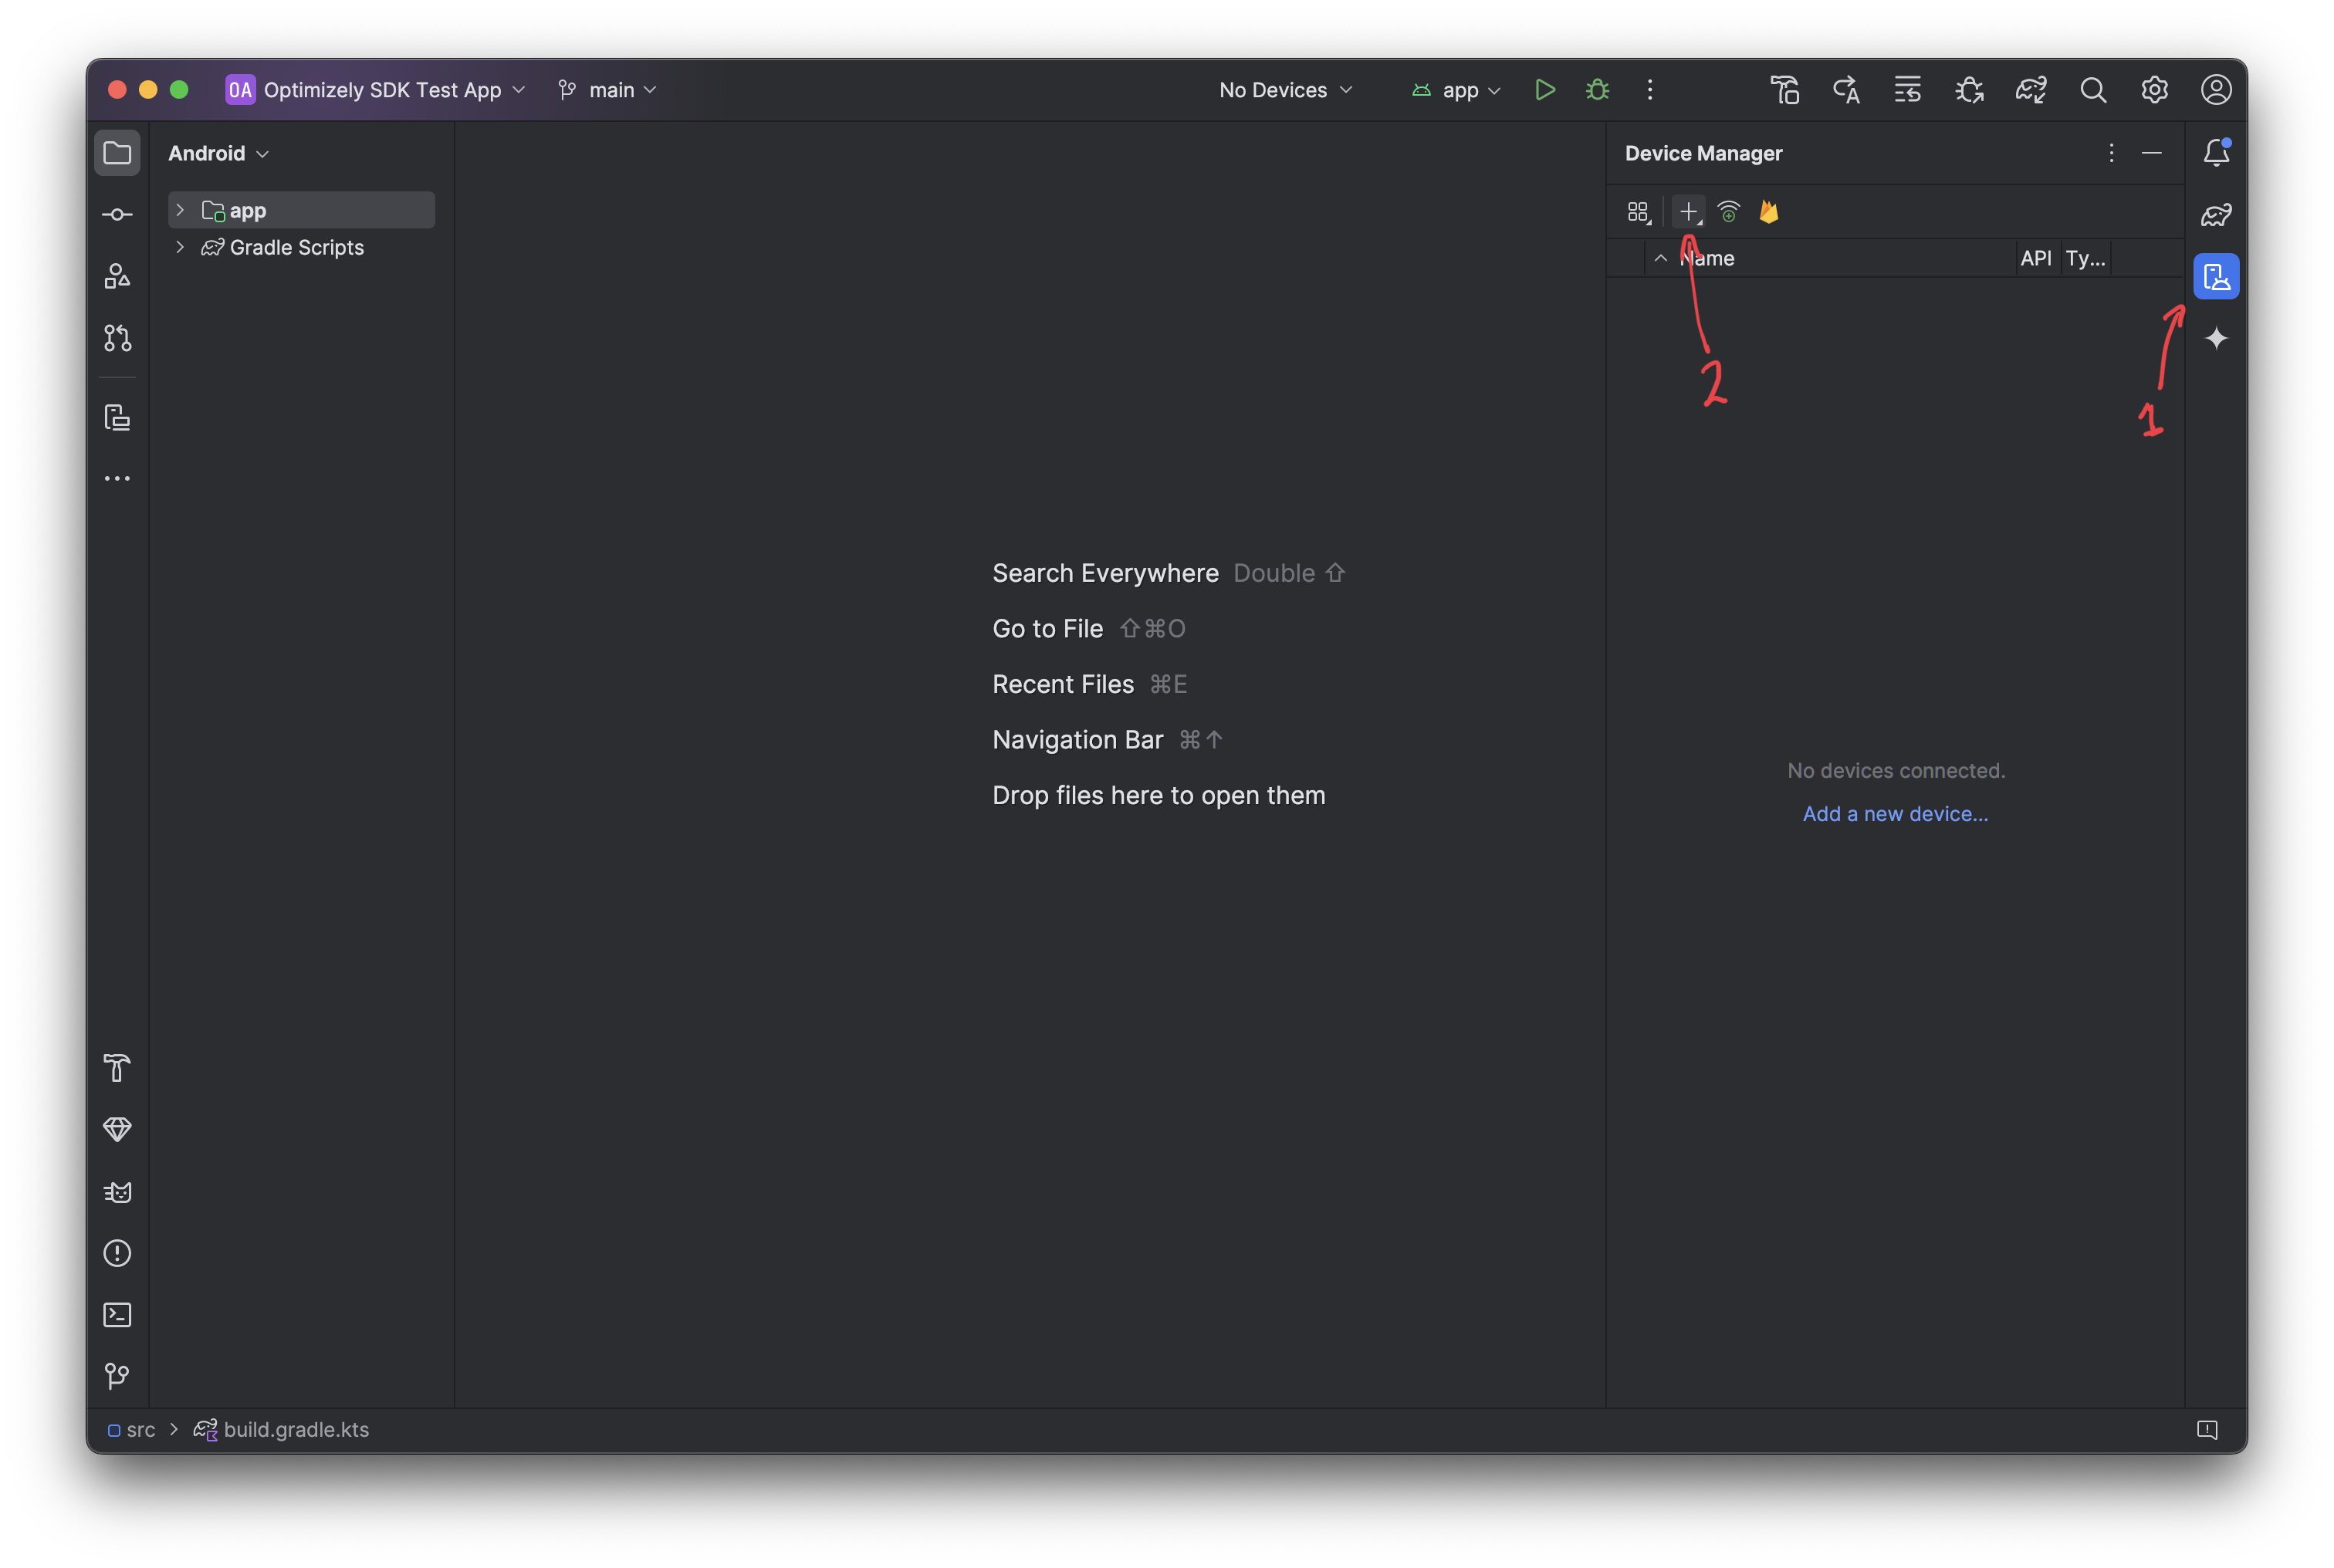 OA Optimizely SDK Test App main No Devices app
Android
app
Gradle Scripts
Device Manager
Name API Ty...
2
1
Search Everywhere Double ⇧
Go to File ⇧⌘O
Recent Files ⌘E
Navigation Bar ⌘↑
Drop files here to open them
No devices connected.
Add a new device...
src > build.gradle.kts